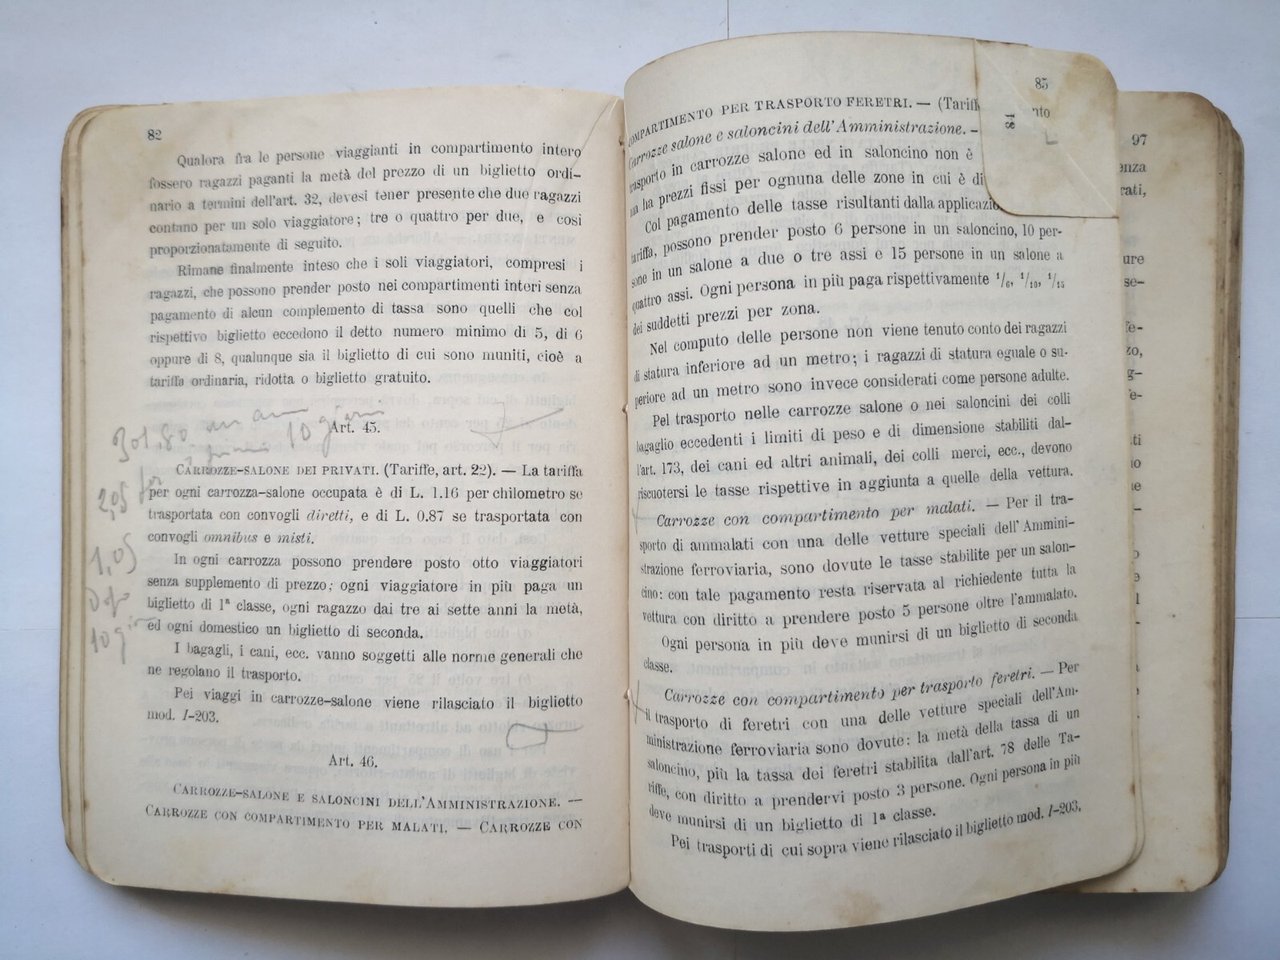 82
Qualora fra le persone viaggianti in compartimento intero
fossero ragazzi paganti la metà del prezzo di un biglietto ordi-
nario a termini dell'art. 32, devesi tener presente che due ragazzi
contano per un solo viaggiatore; tre o quattro per due, e così
proporzionatamente di seguito.
Rimane finalmente inteso che i soli viaggiatori, compresi i
ragazzi, che possono prender posto nei compartimenti interi senza
pagamento di alcun complemento di tassa sono quelli che col
rispettivo biglietto eccedono il detto numero minimo di 5, di 6
oppure di 8, qualunque sia il biglietto di cui sono muniti, cioè a
tariffa ordinaria, ridotta o biglietto gratuito.
301,80
10 giorni
Art. 45.
CARROZZE-SALONE DEI PRIVATI. (Tariffe, art. 22). — La tariffa
per ogni carrozza-salone occupata è di L. 1.16 per chilometro se
trasportata con convogli diretti, e di L. 0.87 se trasportata con
convogli omnibus e misti.
2,05
1,05
Dopo
10 gi
In ogni carrozza possono prendere posto otto viaggiatori
senza supplemento di prezzo; ogni viaggiatore in più paga un
biglietto di 1ª classe, ogni ragazzo dai tre ai sette anni la metà,
ed ogni domestico un biglietto di seconda.
I bagagli, i cani, ecc. vanno soggetti alle norme generali che
ne regolano il trasporto.
Pei viaggi in carrozze-salone viene rilasciato il biglietto
mod. I-203.
Art. 46.
CARROZZE-SALONE E SALONCINI DELL'AMMINISTRAZIONE. —
CARROZZE CON COMPARTIMENTO PER MALATI. — CARROZZE CON
85
COMPARTIMENTO PER TRASPORTO FERETRI. — (Tariff
Carrozze salone e saloncini dell'Amministrazione. —
trasporto in carrozze salone ed in saloncino non è
ma ha prezzi fissi per ognuna delle zone in cui è di
Col pagamento delle tasse risultanti dalla applicazio
tariffa, possono prender posto 6 persone in un saloncino, 10 per-
sone in un salone a due o tre assi e 15 persone in un salone a
quattro assi. Ogni persona in più paga rispettivamente 1/6, 1/10, 1/15
dei suddetti prezzi per zona.
Nel computo delle persone non viene tenuto conto dei ragazzi
di statura inferiore ad un metro; i ragazzi di statura eguale o su-
periore ad un metro sono invece considerati come persone adulte.
Pel trasporto nelle carrozze salone o nei saloncini dei colli
bagaglio eccedenti i limiti di peso e di dimensione stabiliti dal-
l'art. 173, dei cani ed altri animali, dei colli merci, ecc., devono
riscuotersi le tasse rispettive in aggiunta a quelle della vettura.
Carrozze con compartimento per malati. — Per il tra-
sporto di ammalati con una delle vetture speciali dell'Ammini-
strazione ferroviaria, sono dovute le tasse stabilite per un salon-
cino: con tale pagamento resta riservata al richiedente tutta la
vettura con diritto a prendere posto 5 persone oltre l'ammalato.
Ogni persona in più deve munirsi di un biglietto di seconda
classe.
Carrozze con compartimento per trasporto feretri. — Per
il trasporto di feretri con una delle vetture speciali dell'Am-
ministrazione ferroviaria sono dovute: la metà della tassa di un
saloncino, più la tassa dei feretri stabilita dall'art. 78 delle Ta-
riffe, con diritto a prendervi posto 3 persone. Ogni persona in più
deve munirsi di un biglietto di 1ª classe.
Pei trasporti di cui sopra viene rilasciato il biglietto mod. I-203.
97
enza
rati,
ure
se-